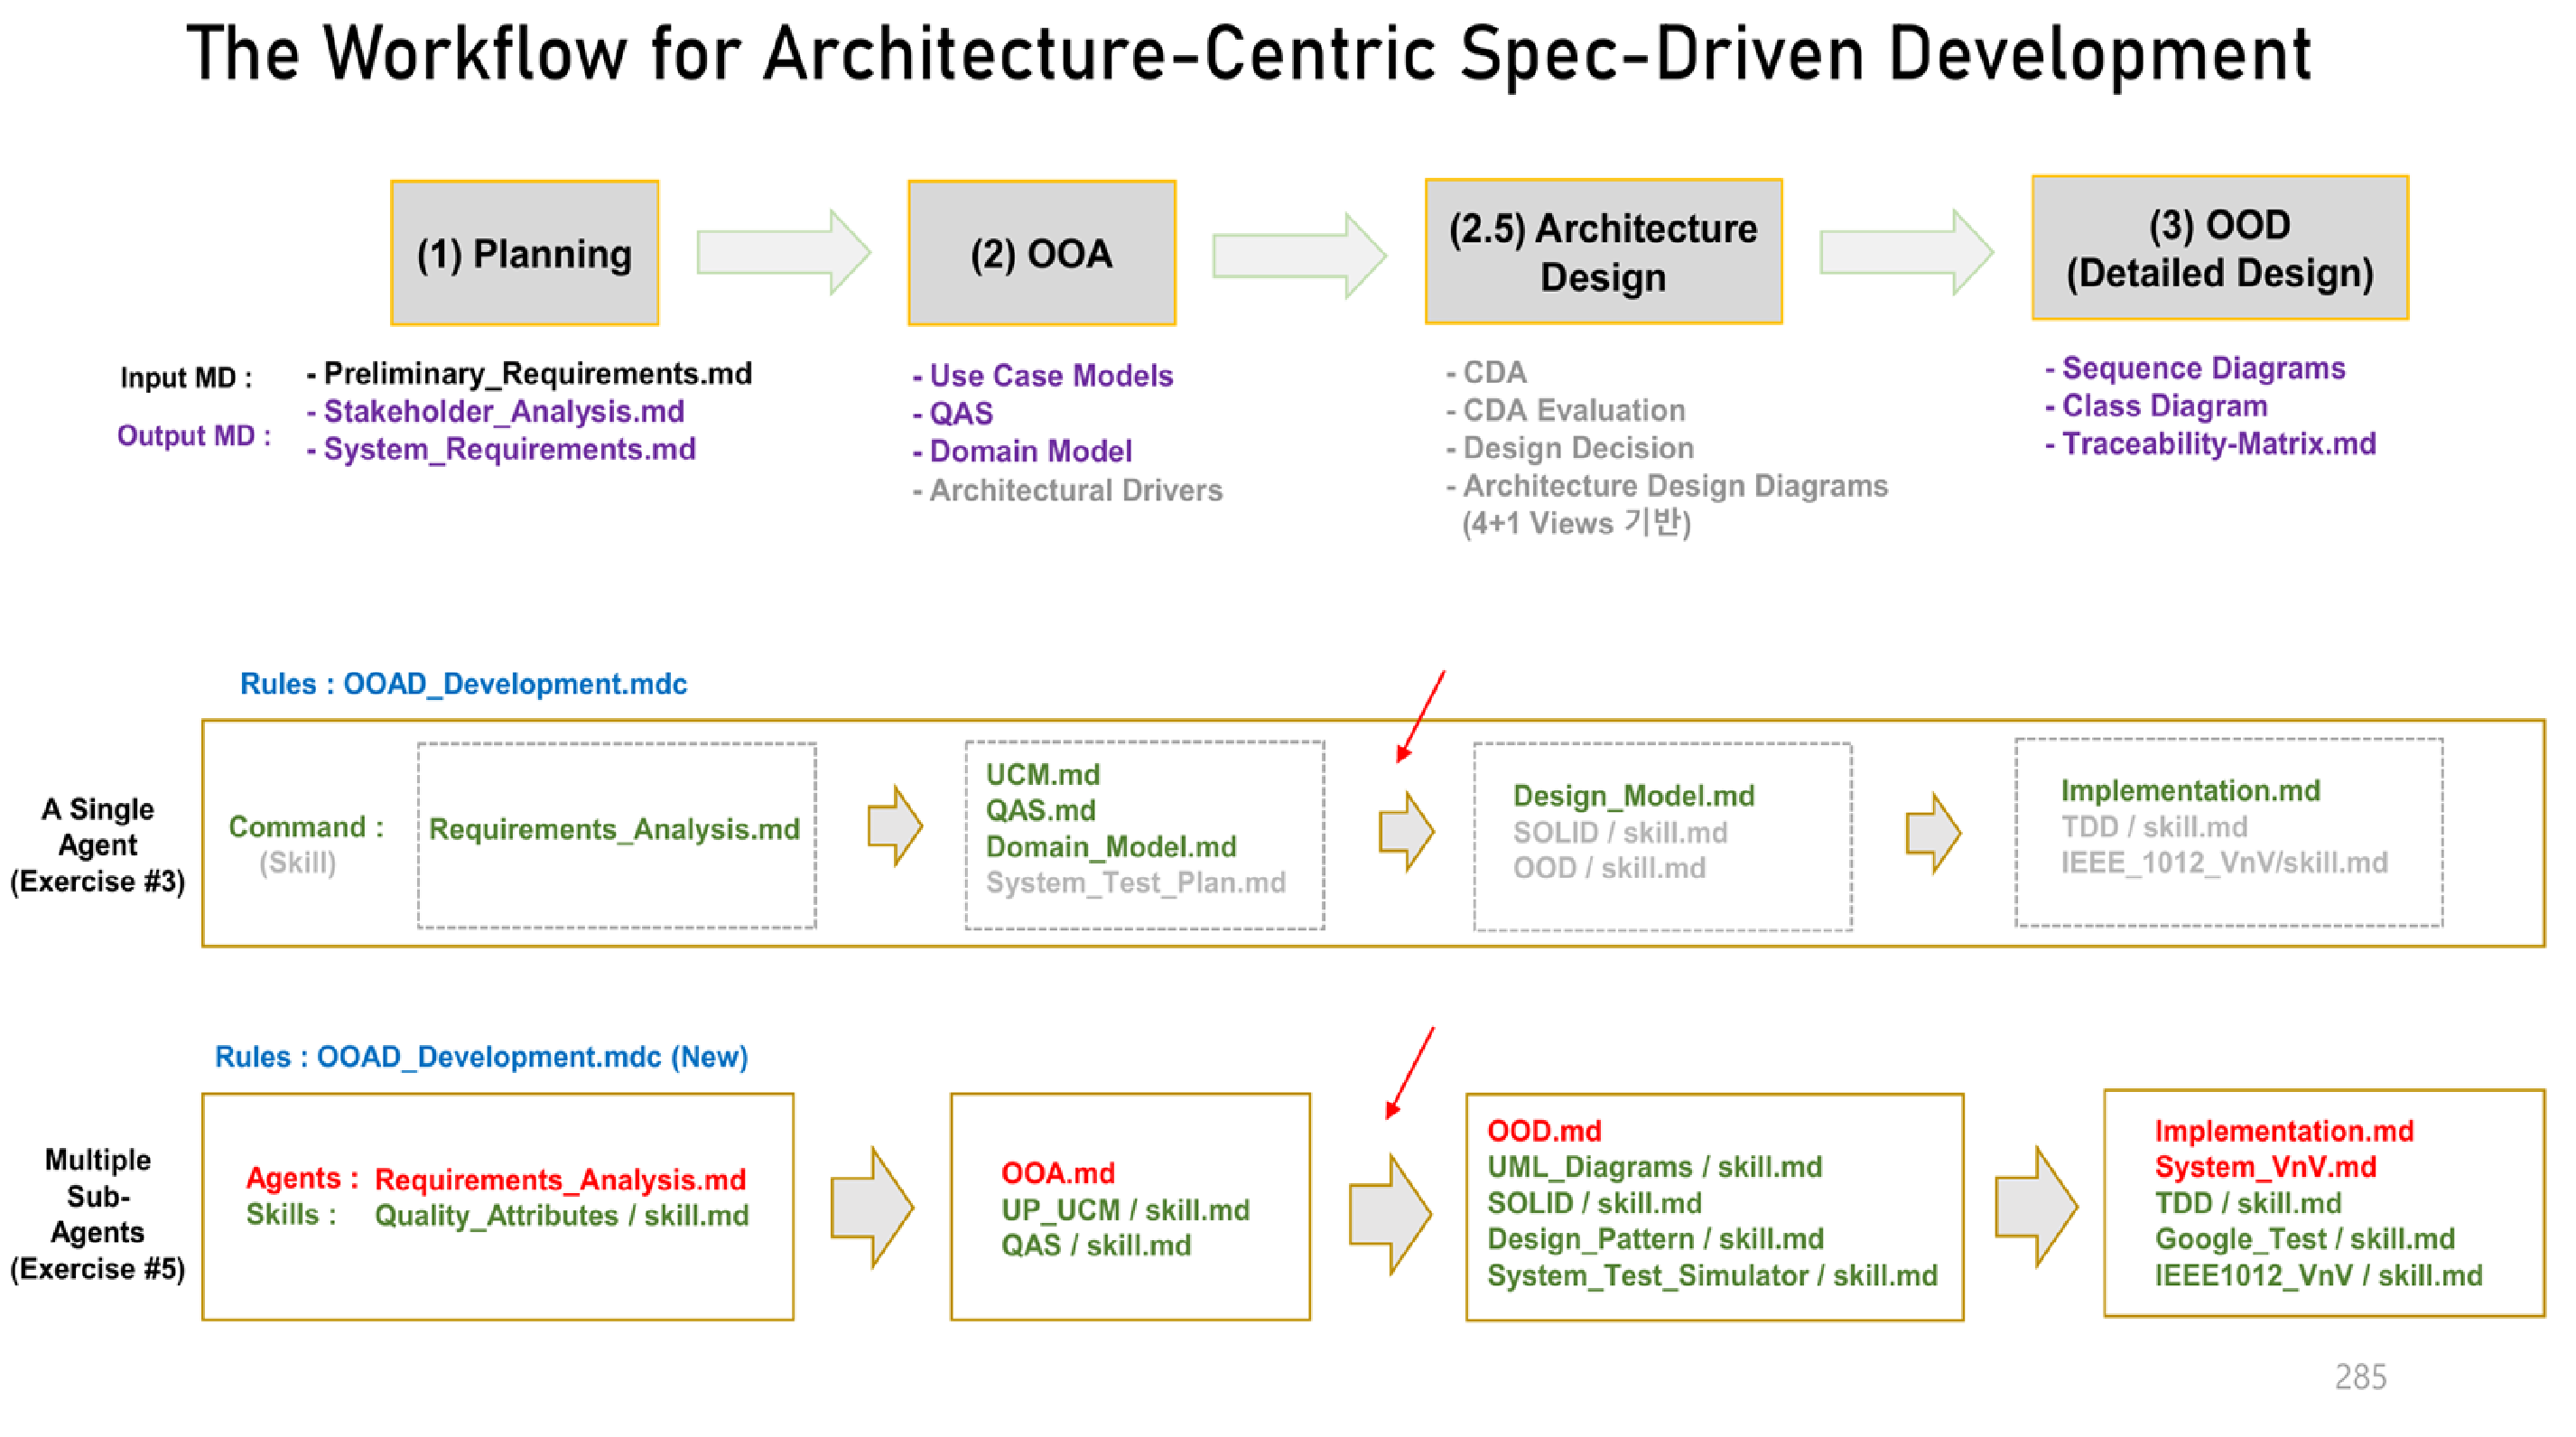 The Workflow for Architecture-Centric Spec-Driven Development
(1) Planning
(2) OOA
(2.5) Architecture
Design
(3) OOD
(Detailed Design)
Input MD :
Output MD :
- Preliminary_Requirements.md
- Stakeholder_Analysis.md
- System_Requirements.md
- Use Case Models
- QAS
- Domain Model
- Architectural Drivers
- CDA
- CDA Evaluation
- Design Decision
- Architecture Design Diagrams
(4+1 Views 기반)
- Sequence Diagrams
- Class Diagram
- Traceability-Matrix.md
Rules : OOAD_Development.mdc
A Single
Agent
(Exercise #3)
Command :
(Skill)
Requirements_Analysis.md
UCM.md
QAS.md
Domain_Model.md
System_Test_Plan.md
Design_Model.md
SOLID / skill.md
OOD / skill.md
Implementation.md
TDD / skill.md
IEEE_1012_VnV/skill.md
Rules : OOAD_Development.mdc (New)
Multiple
Sub-
Agents
(Exercise #5)
Agents : Requirements_Analysis.md
Skills : Quality_Attributes / skill.md
OOA.md
UP_UCM / skill.md
QAS / skill.md
OOD.md
UML_Diagrams / skill.md
SOLID / skill.md
Design_Pattern / skill.md
System_Test_Simulator / skill.md
Implementation.md
System_VnV.md
TDD / skill.md
Google_Test / skill.md
IEEE1012_VnV / skill.md
285